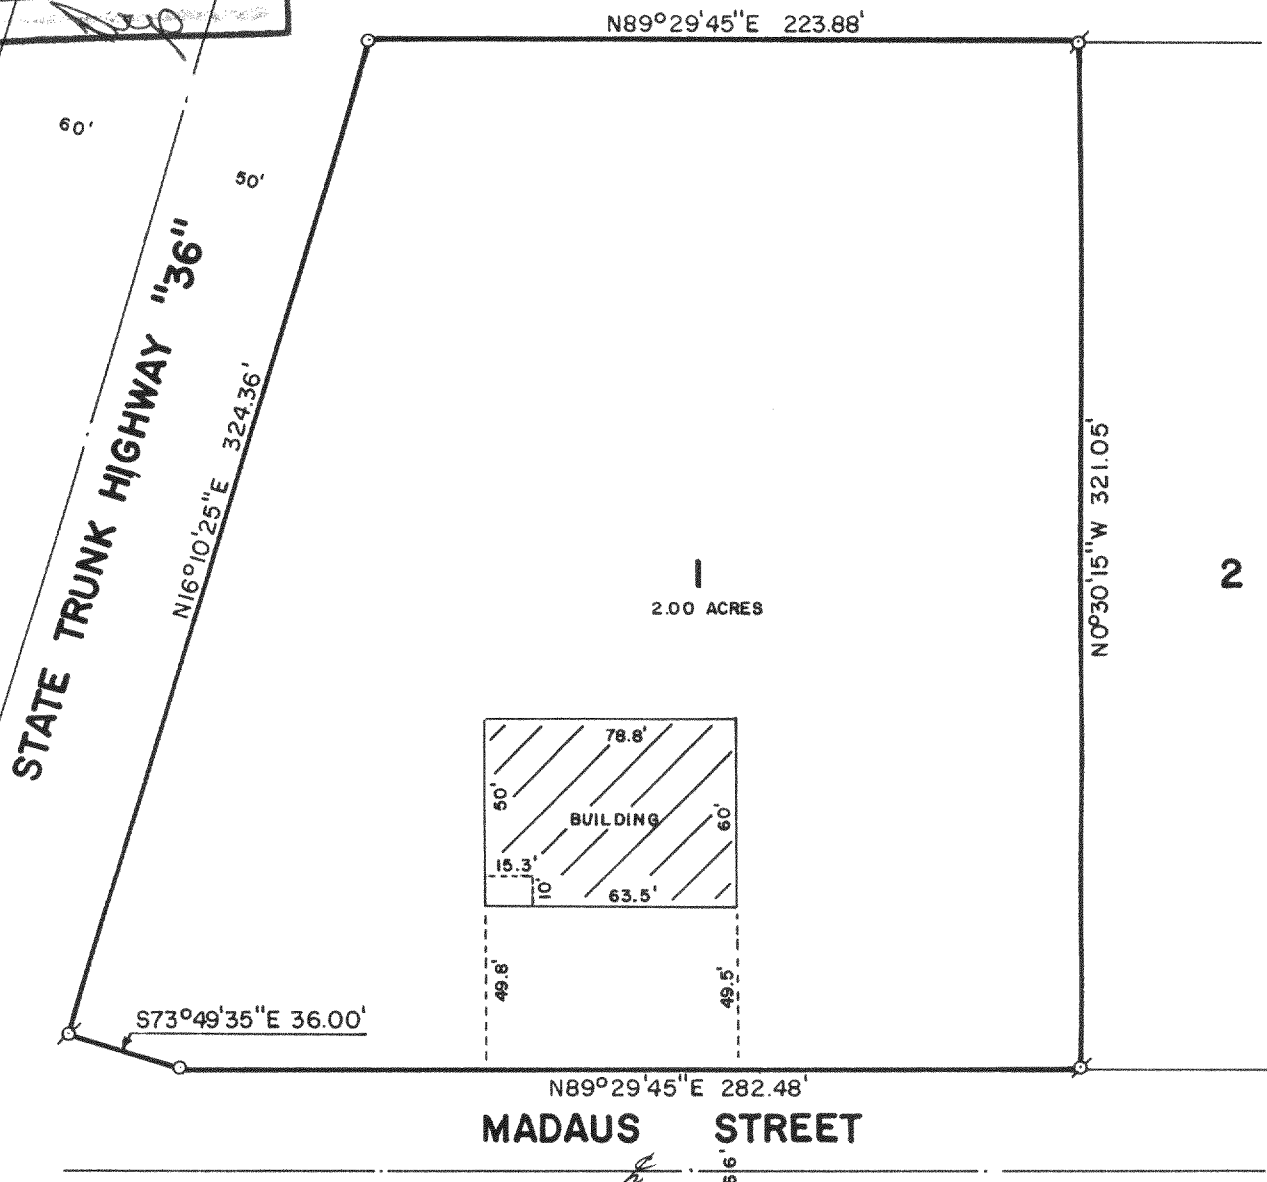 N89°29'45"E 223.88'
60'
50'
STATE TRUNK HIGHWAY "36"
N16°10'25"E 324.36'
N0°30'15"W 321.05'
1
2.00 ACRES
2
78.8'
50'
BUILDING
60'
15.3'
10'
63.5'
49.8'
49.5'
S73°49'35"E 36.00'
N89°29'45"E 282.48'
MADAUS STREET